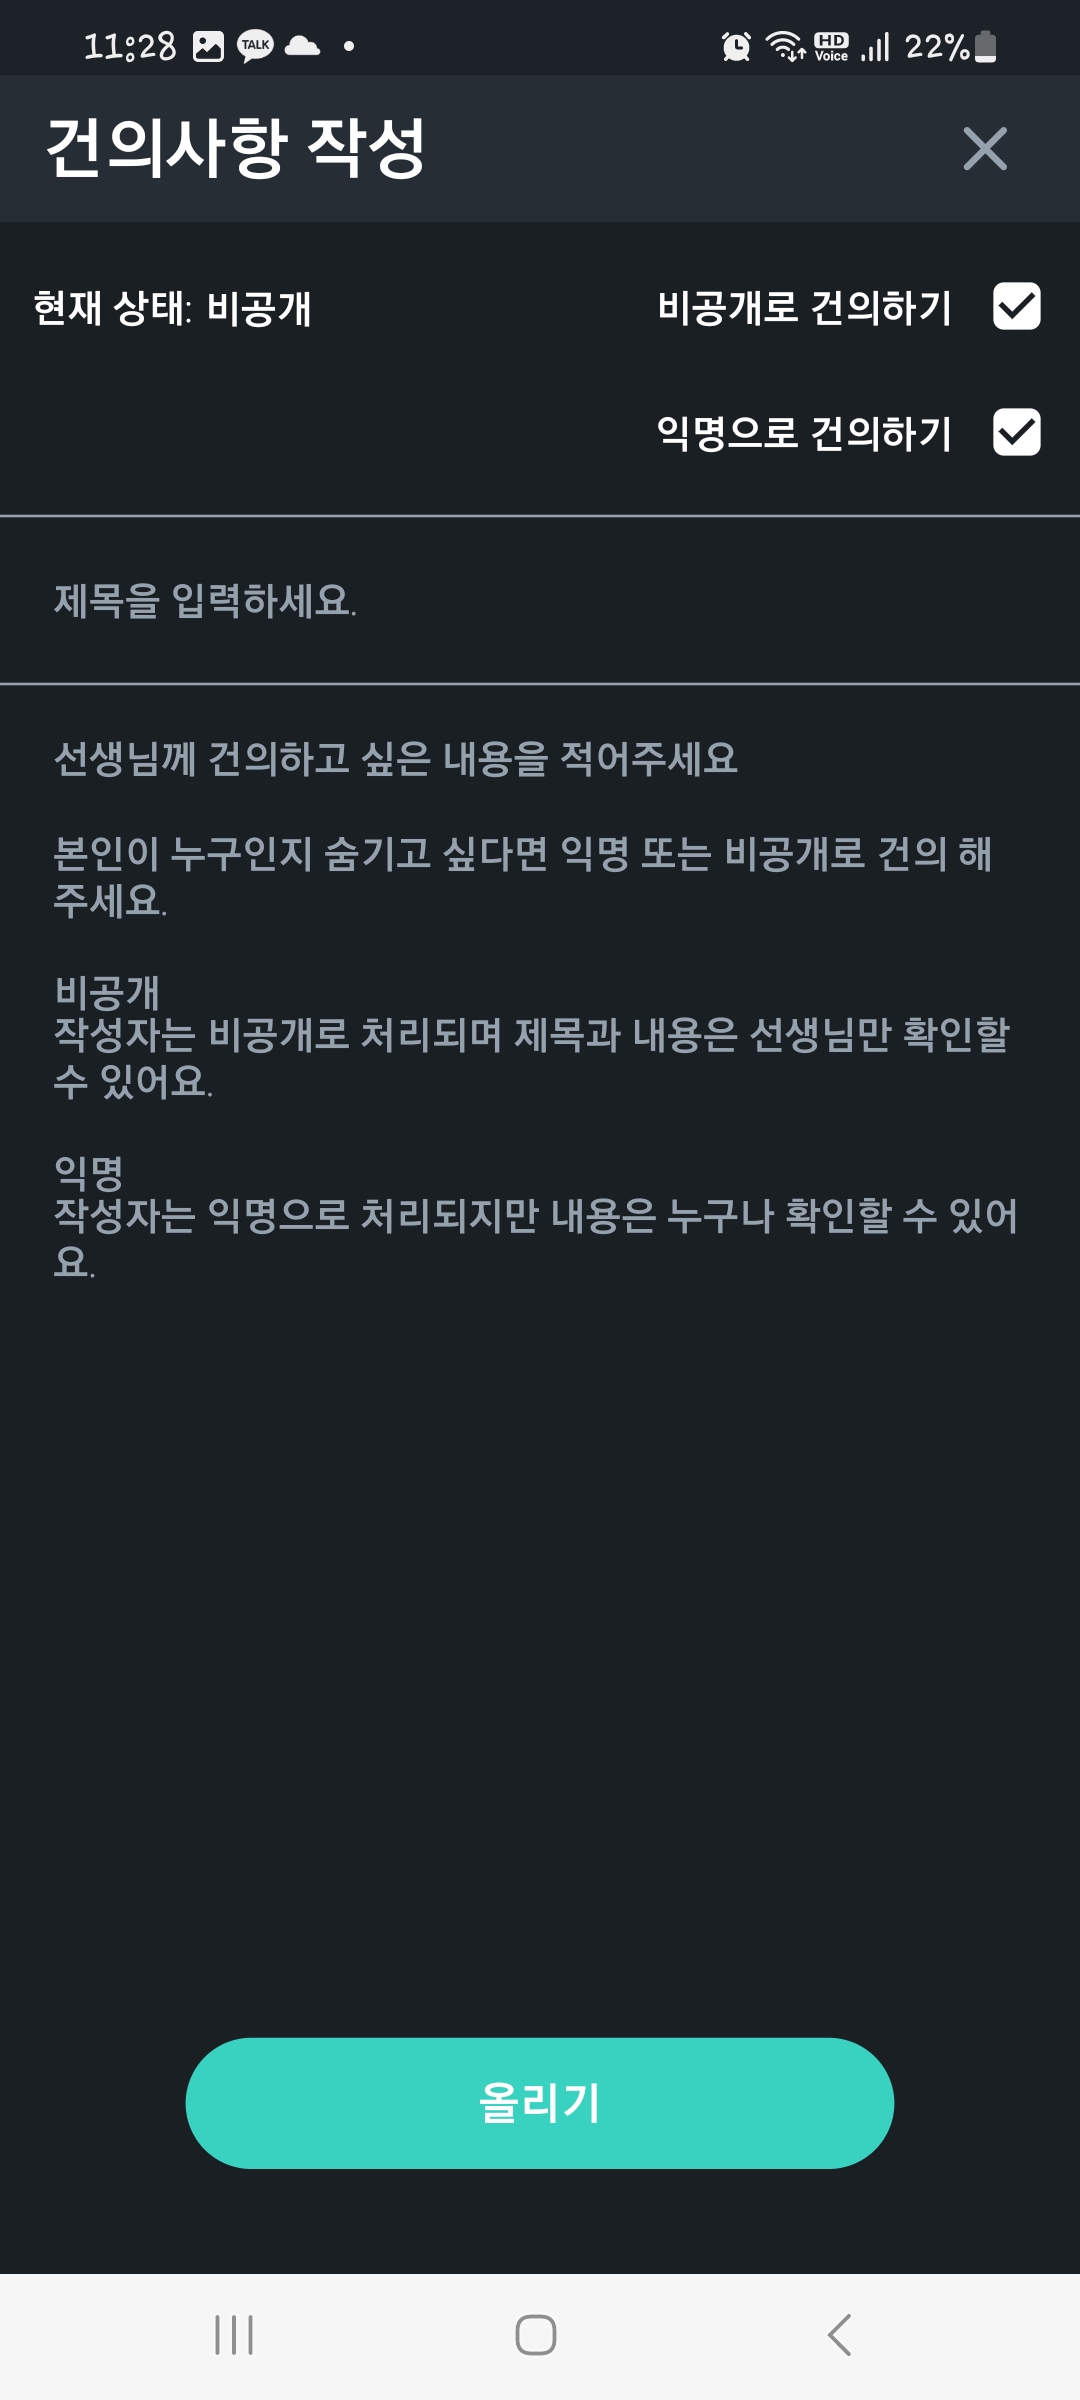 11:28 TALK HD Voice 22%
건의사항 작성
현재 상태: 비공개 비공개로 건의하기
익명으로 건의하기
제목을 입력하세요.
선생님께 건의하고 싶은 내용을 적어주세요
본인이 누구인지 숨기고 싶다면 익명 또는 비공개로 건의 해
주세요.
비공개
작성자는 비공개로 처리되며 제목과 내용은 선생님만 확인할
수 있어요.
익명
작성자는 익명으로 처리되지만 내용은 누구나 확인할 수 있어
요.
올리기